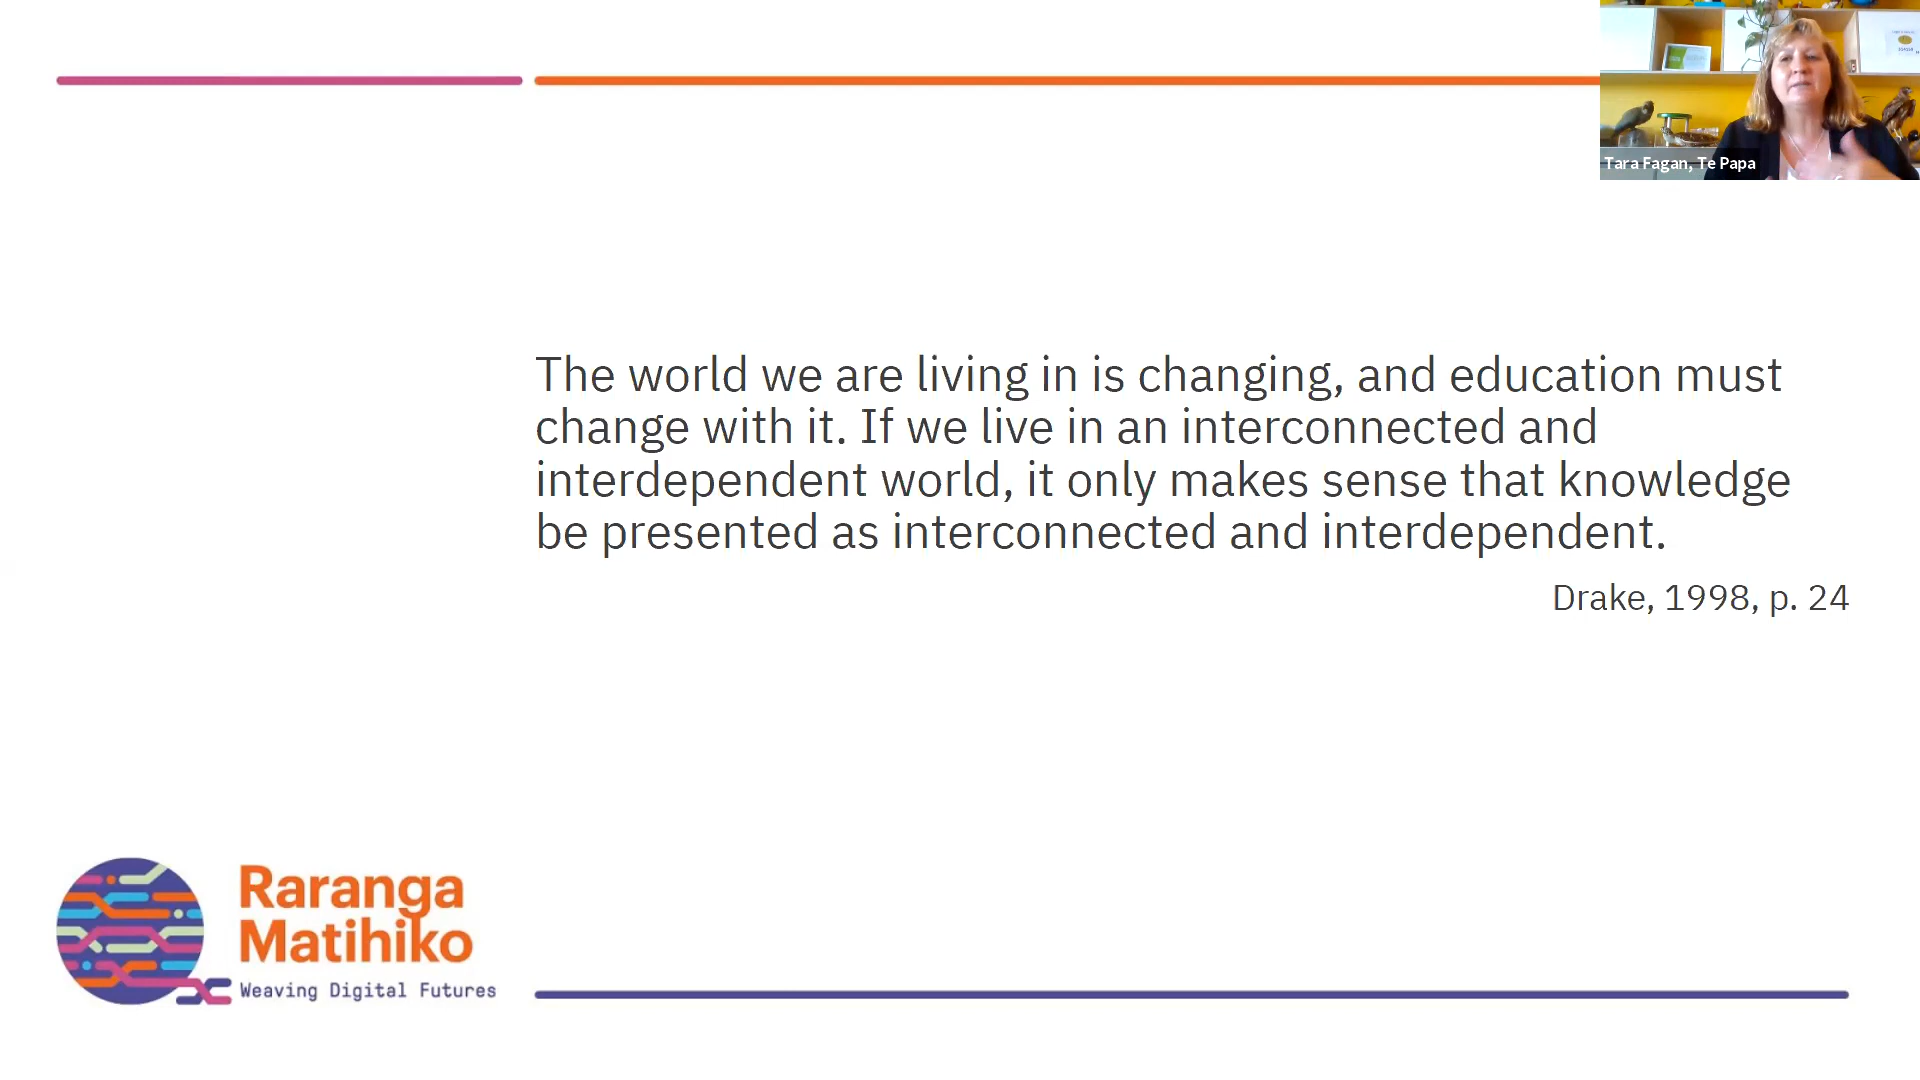 Tara Fagan, Te Papa
The world we are living in is changing, and education must
change with it. If we live in an interconnected and
interdependent world, it only makes sense that knowledge
be presented as interconnected and interdependent.
Drake, 1998, p. 24
Raranga
Matihiko
Weaving Digital Futures